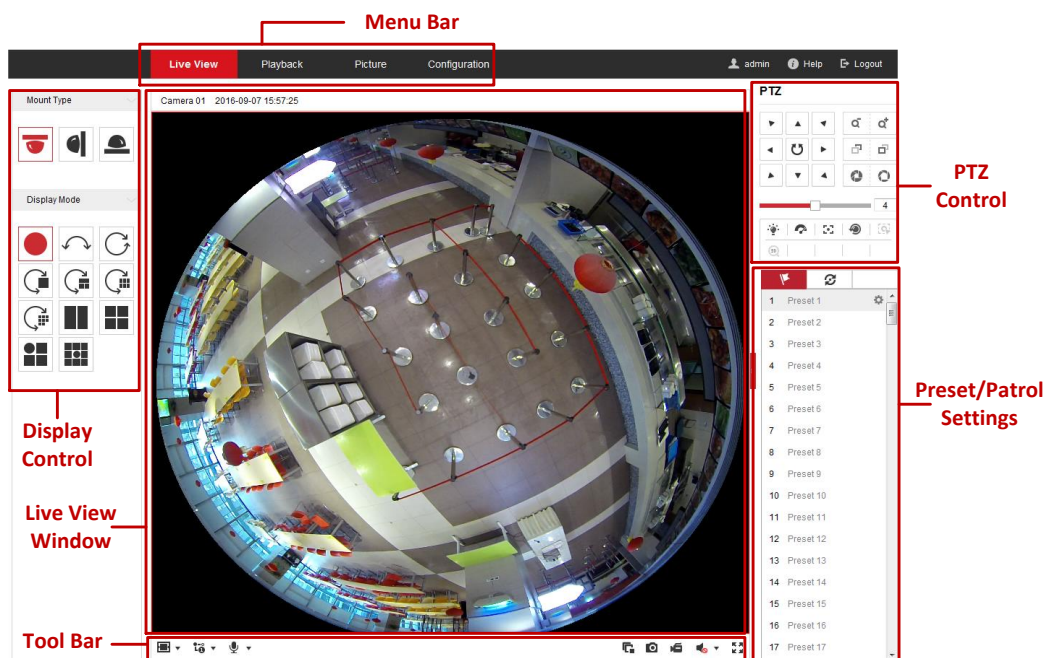 Menu Bar
Live View Playback Picture Configuration admin Help Logout
Mount Type
Display Mode
Display Control
Live View Window
Tool Bar
Camera 01 2016-09-07 15:57:25
PTZ
4
PTZ Control
1 Preset 1
2 Preset 2
3 Preset 3
4 Preset 4
5 Preset 5
6 Preset 6
7 Preset 7
8 Preset 8
9 Preset 9
10 Preset 10
11 Preset 11
12 Preset 12
13 Preset 13
14 Preset 14
15 Preset 15
16 Preset 16
17 Preset 17
Preset/Patrol Settings